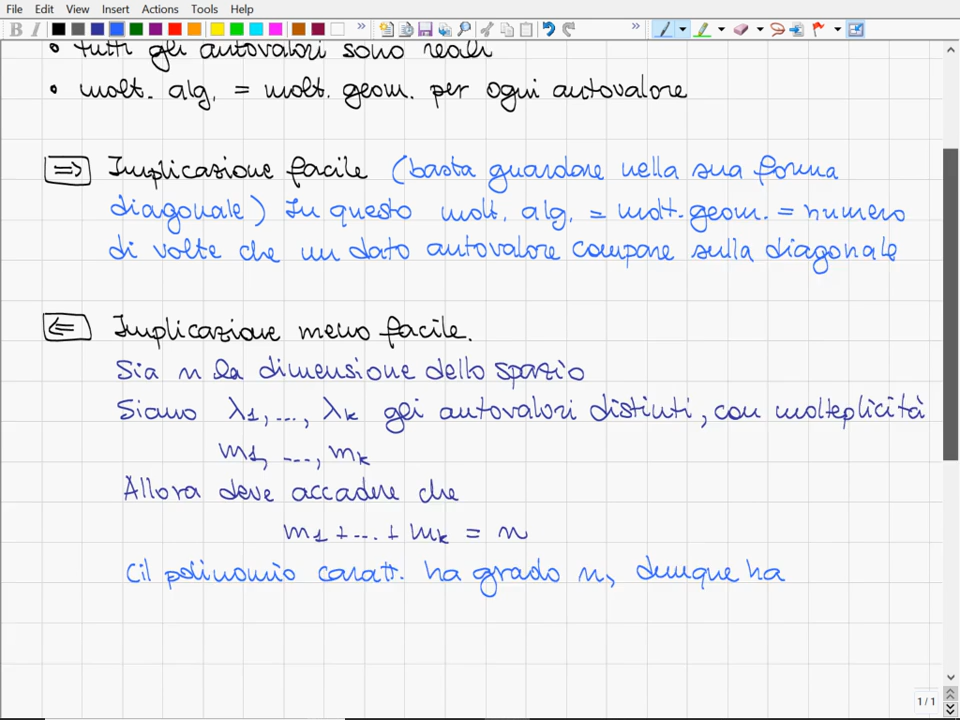 File Edit View Insert Actions Tools Help
• tutti gli autovalori sono reali
• molt. alg. = molt. geom. per ogni autovalore
⇒ Implicazione facile (basta guardare nella sua forma
diagonale) In questo molt. alg. = molt. geom. = numero
di volte che un dato autovalore compare sulla diagonale
⇐ Implicazione meno facile.
Sia n la dimensione dello spazio
Siano λ1, ..., λk gli autovalori distinti, con molteplicità
m1, ..., mk
Allora deve accadere che
m1 + ... + mk = n
(il polinomio caratt. ha grado n, dunque ha
1/1